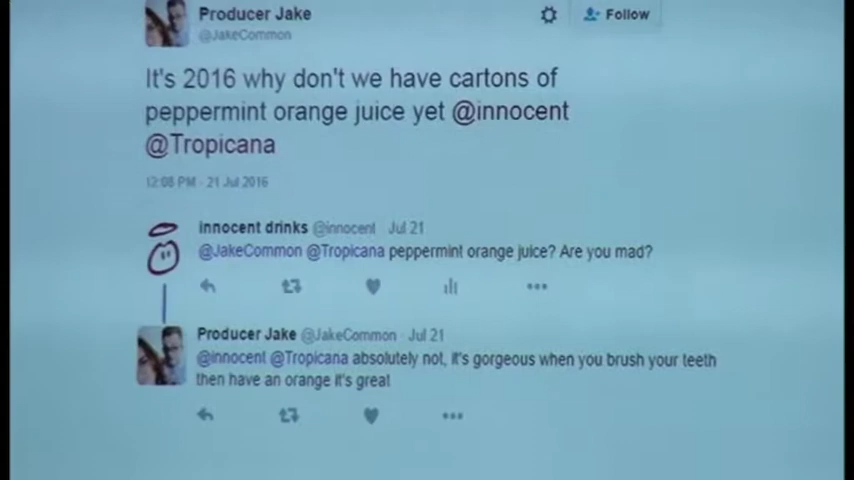 Producer Jake
@JakeCommon
Follow
It's 2016 why don't we have cartons of
peppermint orange juice yet @innocent
@Tropicana
12:08 PM - 21 Jul 2016
innocent drinks @innocent Jul 21
@JakeCommon @Tropicana peppermint orange juice? Are you mad?
Producer Jake @JakeCommon · Jul 21
@innocent @Tropicana absolutely not, it's gorgeous when you brush your teeth
then have an orange it's great